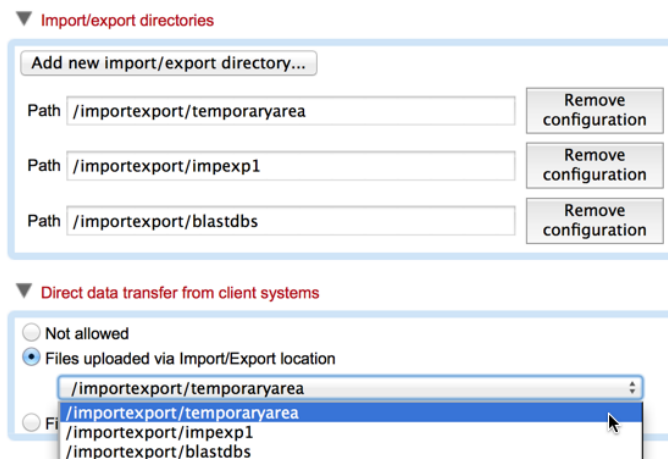 Import/export directories
Add new import/export directory...
Path /importexport/temporaryarea
Remove configuration
Path /importexport/impexp1
Remove configuration
Path /importexport/blastdbs
Remove configuration
Direct data transfer from client systems
Not allowed
Files uploaded via Import/Export location
/importexport/temporaryarea
/importexport/temporaryarea
/importexport/impexp1
/importexport/blastdbs